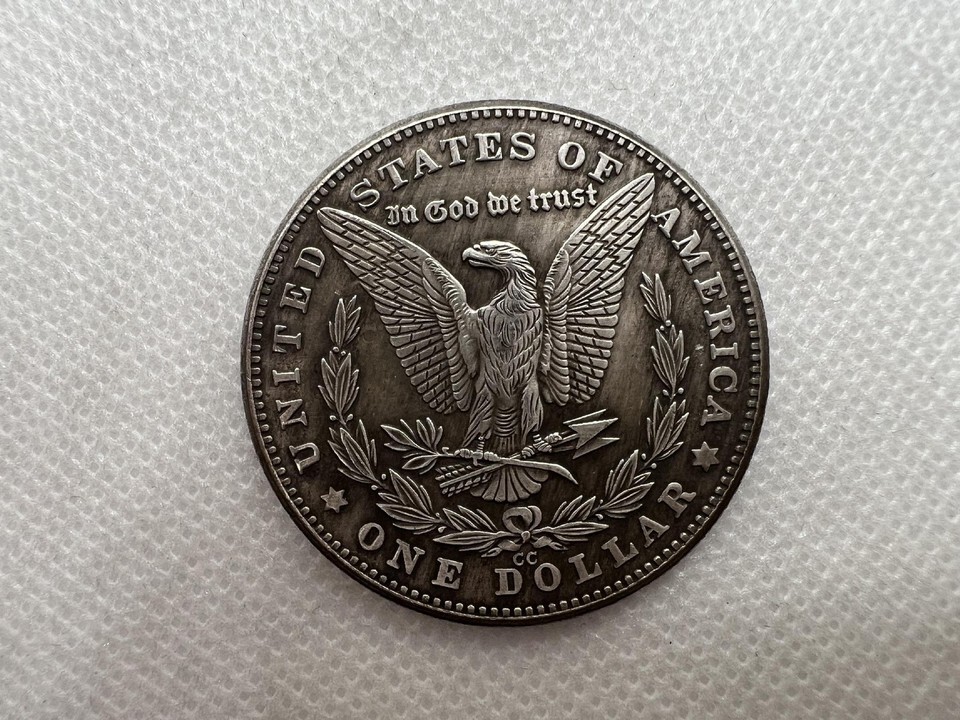 UNITED STATES OF AMERICA
In God we trust
CC
ONE DOLLAR